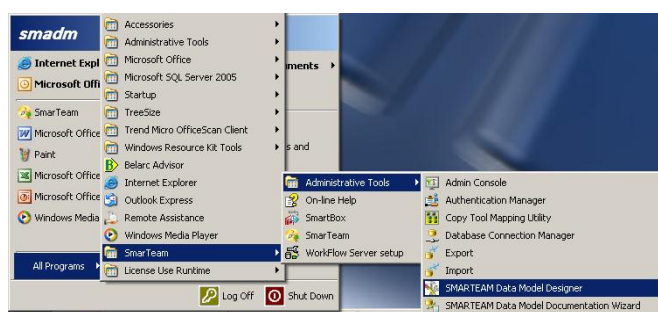 smadm
Internet Expl
Microsoft Offi
SmarTeam
Microsoft Office
Paint
Microsoft Office
Microsoft Office
Windows Media
All Programs
Accessories
Administrative Tools
Microsoft Office
Microsoft SQL Server 2005
Startup
TreeSize
Trend Micro OfficeScan Client
Windows Resource Kit Tools
Belarc Advisor
Internet Explorer
Outlook Express
Remote Assistance
Windows Media Player
SmarTeam
License Use Runtime
uments
s and
Administrative Tools
On-line Help
SmartBox
SmarTeam
WorkFlow Server setup
Admin Console
Authentication Manager
Copy Tool Mapping Utility
Database Connection Manager
Export
Import
SMARTEAM Data Model Designer
SMARTEAM Data Model Documentation Wizard
Log Off
Shut Down